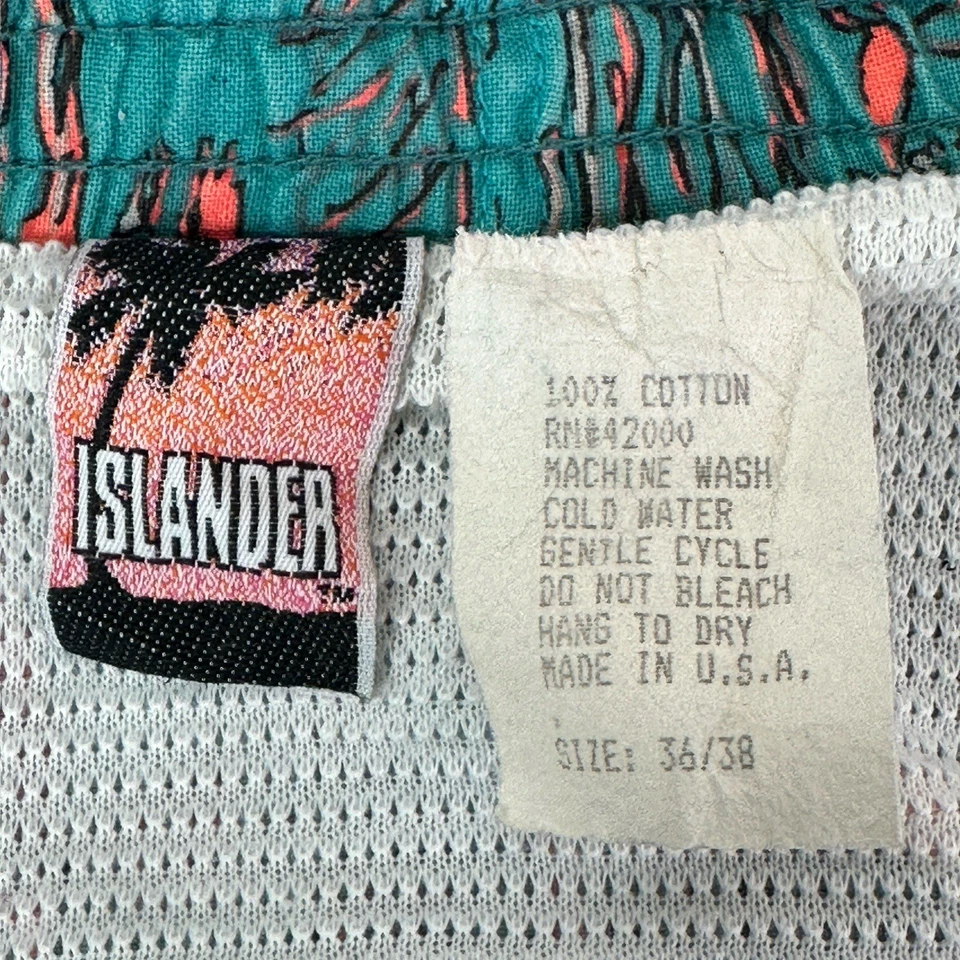 ISLANDER
TM
100% COTTON
RN#42000
MACHINE WASH
COLD WATER
GENTLE CYCLE
DO NOT BLEACH
HANG TO DRY
MADE IN U.S.A.
SIZE: 36/38